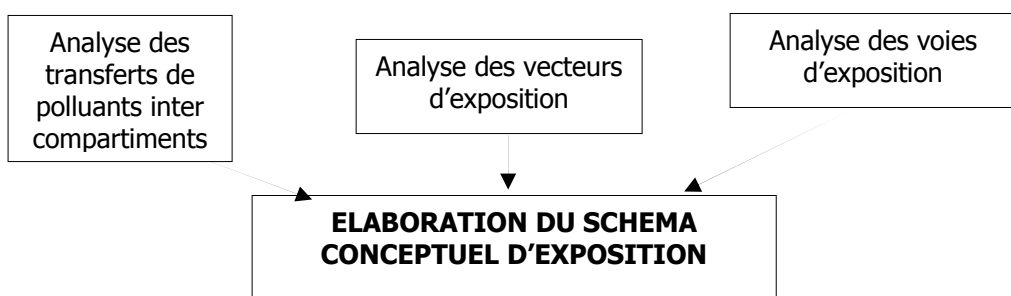 Analyse des
transferts de
polluants inter
compartiments
Analyse des vecteurs
d’exposition
Analyse des voies
d’exposition
ELABORATION DU SCHEMA
CONCEPTUEL D’EXPOSITION